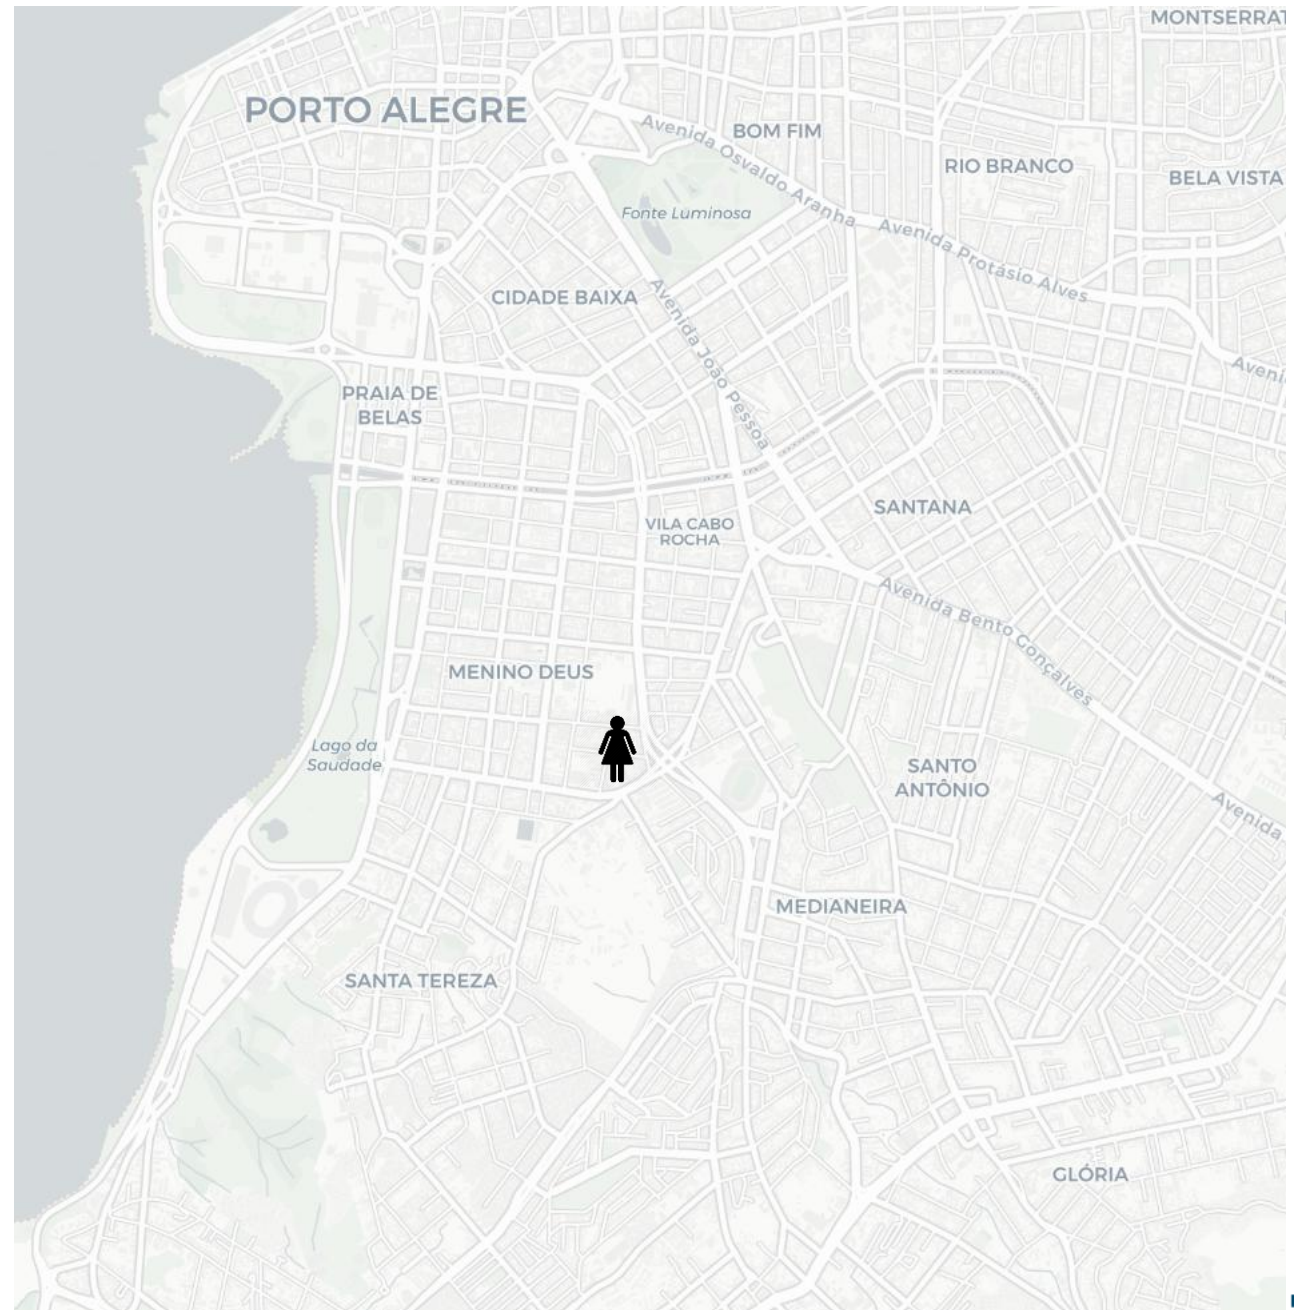 MONTSERRAT
PORTO ALEGRE
Avenida Osvaldo Aranha
BOM FIM
RIO BRANCO
BELA VISTA
Fonte Luminosa
Avenida Protásio Alves
CIDADE BAIXA
Avenida João Pessoa
PRAIA DE
BELAS
SANTANA
VILA CABO
ROCHA
Avenida Bento Gonçalves
MENINO DEUS
Lago da
Saudade
SANTO
ANTÔNIO
Avenida
MEDIANEIRA
SANTA TEREZA
GLÓRIA